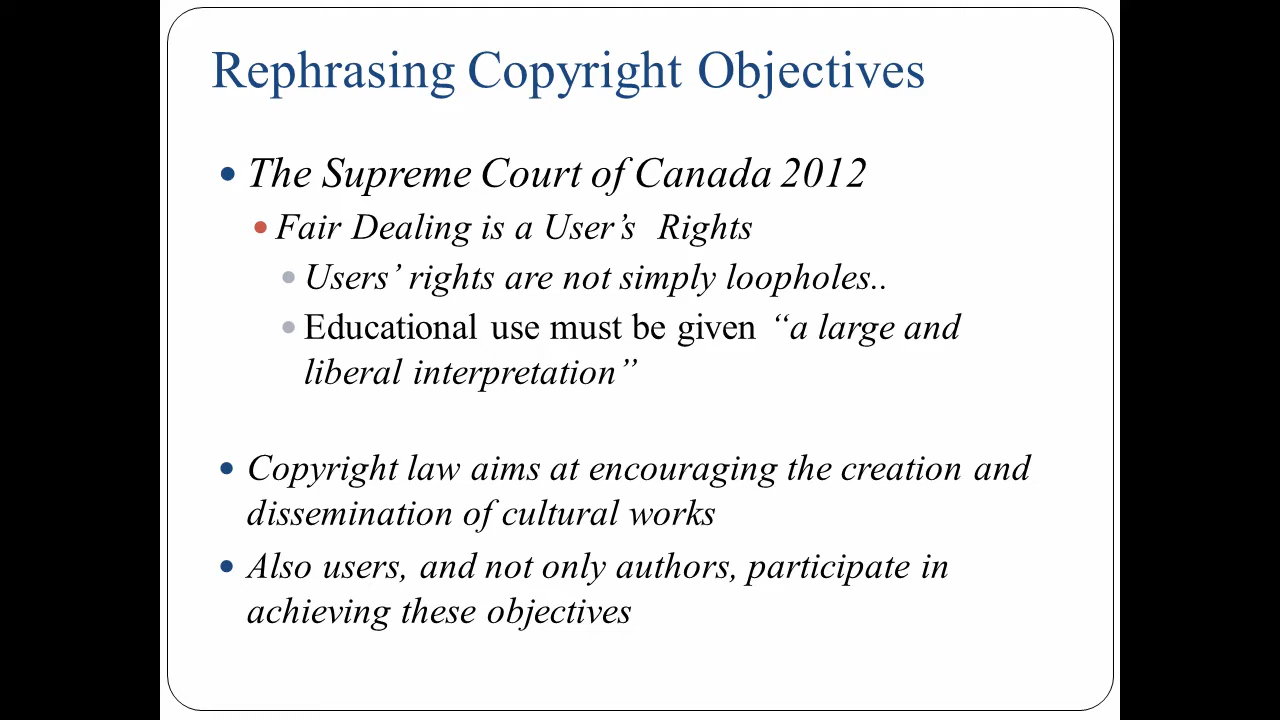 Rephrasing Copyright Objectives
The Supreme Court of Canada 2012
Fair Dealing is a User’s Rights
Users’ rights are not simply loopholes..
Educational use must be given “a large and
liberal interpretation”
Copyright law aims at encouraging the creation and
dissemination of cultural works
Also users, and not only authors, participate in
achieving these objectives